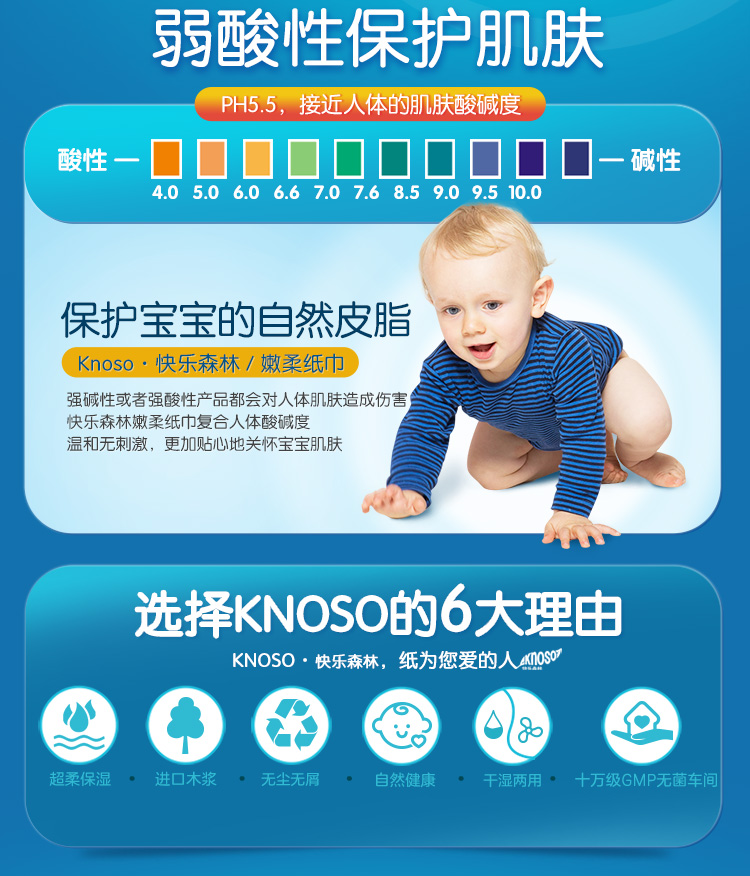 弱酸性保护肌肤
PH5.5，接近人体的肌肤酸碱度
酸性 — — 碱性
4.0 5.0 6.0 6.6 7.0 7.6 8.5 9.0 9.5 10.0
保护宝宝的自然皮脂
Knoso · 快乐森林 / 嫩柔纸巾
强碱性或者强酸性产品都会对人体肌肤造成伤害
快乐森林嫩柔纸巾复合人体酸碱度
温和无刺激，更加贴心地关怀宝宝肌肤
选择KNOSO的6大理由
KNOSO · 快乐森林，纸为您爱的人 KNOSO
超柔保湿 · 进口木浆 · 无尘无屑 · 自然健康 · 干湿两用 · 十万级GMP无菌车间